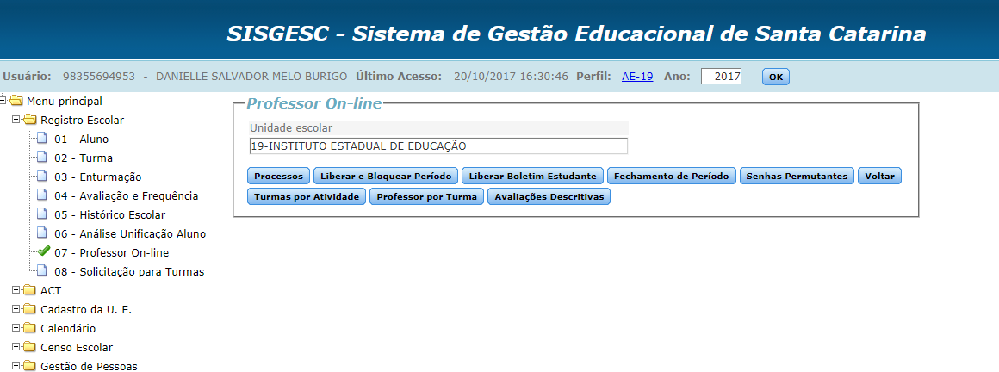 SISGESC - Sistema de Gestão Educacional de Santa Catarina
Usuário: 98355694953 - DANIELLE SALVADOR MELO BURIGO Último Acesso: 20/10/2017 16:30:46 Perfil: AE-19 Ano: 2017 OK
Menu principal
Registro Escolar
01 - Aluno
02 - Turma
03 - Enturmação
04 - Avaliação e Frequência
05 - Histórico Escolar
06 - Análise Unificação Aluno
07 - Professor On-line
08 - Solicitação para Turmas
ACT
Cadastro da U. E.
Calendário
Censo Escolar
Gestão de Pessoas
Professor On-line
Unidade escolar
19-INSTITUTO ESTADUAL DE EDUCAÇÃO
Processos Liberar e Bloquear Período Liberar Boletim Estudante Fechamento de Período Senhas Permutantes Voltar
Turmas por Atividade Professor por Turma Avaliações Descritivas